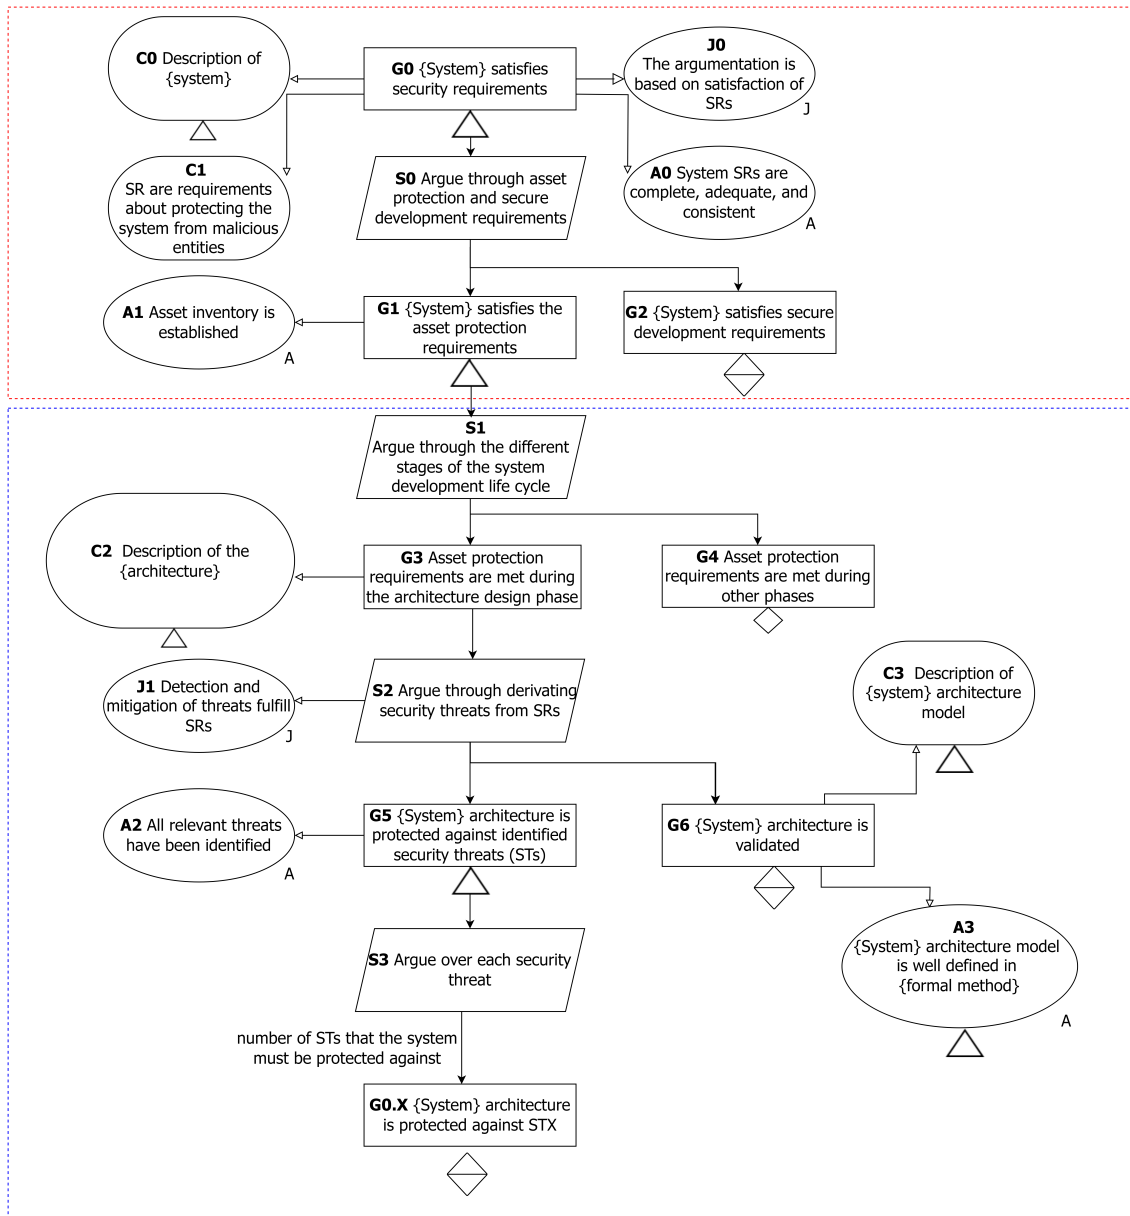 C0 Description of
{system}
G0 {System} satisfies
security requirements
J0
The argumentation is
based on satisfaction of
SRs
J
C1
SR are requirements
about protecting the
system from malicious
entities
S0 Argue through asset
protection and secure
development requirements
A0 System SRs are
complete, adequate, and
consistent
A
A1 Asset inventory is
established
A
G1 {System} satisfies the
asset protection
requirements
G2 {System} satisfies secure
development requirements
S1
Argue through the different
stages of the system
development life cycle
C2 Description of the
{architecture}
G3 Asset protection
requirements are met during
the architecture design phase
G4 Asset protection
requirements are met during
other phases
J1 Detection and
mitigation of threats fulfill
SRs
J
S2 Argue through derivating
security threats from SRs
C3 Description of
{system} architecture
model
A2 All relevant threats
have been identified
A
G5 {System} architecture is
protected against identified
security threats (STs)
G6 {System} architecture is
validated
S3 Argue over each security
threat
A3
{System} architecture model
is well defined in
{formal method}
A
number of STs that the system
must be protected against
G0.X {System} architecture
is protected against STX